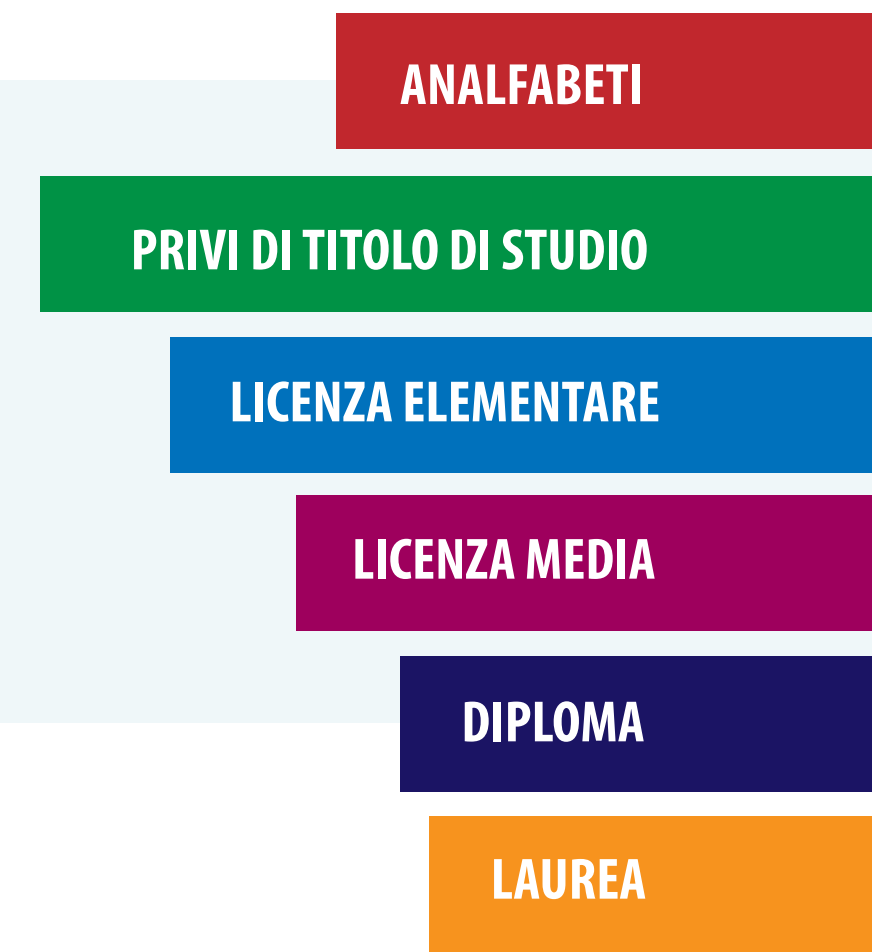 ANALFABETI
PRIVI DI TITOLO DI STUDIO
LICENZA ELEMENTARE
LICENZA MEDIA
DIPLOMA
LAUREA